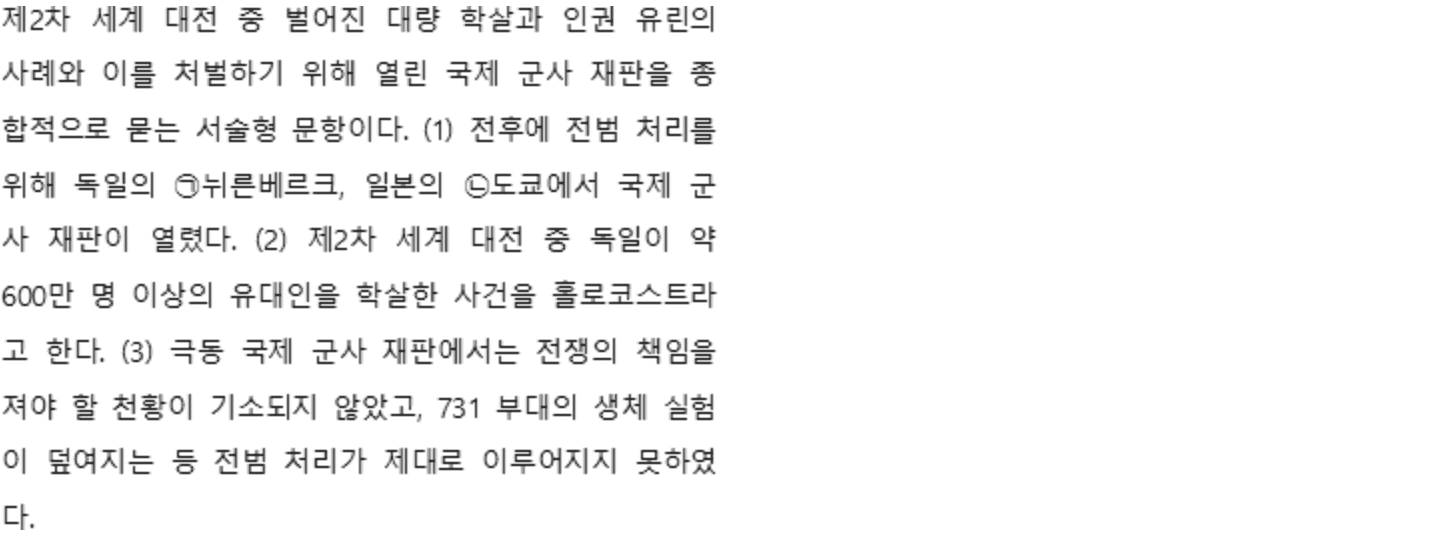 제2차 세계 대전 중 벌어진 대량 학살과 인권 유린의
사례와 이를 처벌하기 위해 열린 국제 군사 재판을 종
합적으로 묻는 서술형 문항이다. (1) 전후에 전범 처리를
위해 독일의 ㉠뉘른베르크, 일본의 ㉡도쿄에서 국제 군
사 재판이 열렸다. (2) 제2차 세계 대전 중 독일이 약
600만 명 이상의 유대인을 학살한 사건을 홀로코스트라
고 한다. (3) 극동 국제 군사 재판에서는 전쟁의 책임을
져야 할 천황이 기소되지 않았고, 731 부대의 생체 실험
이 덮여지는 등 전범 처리가 제대로 이루어지지 못하였
다.